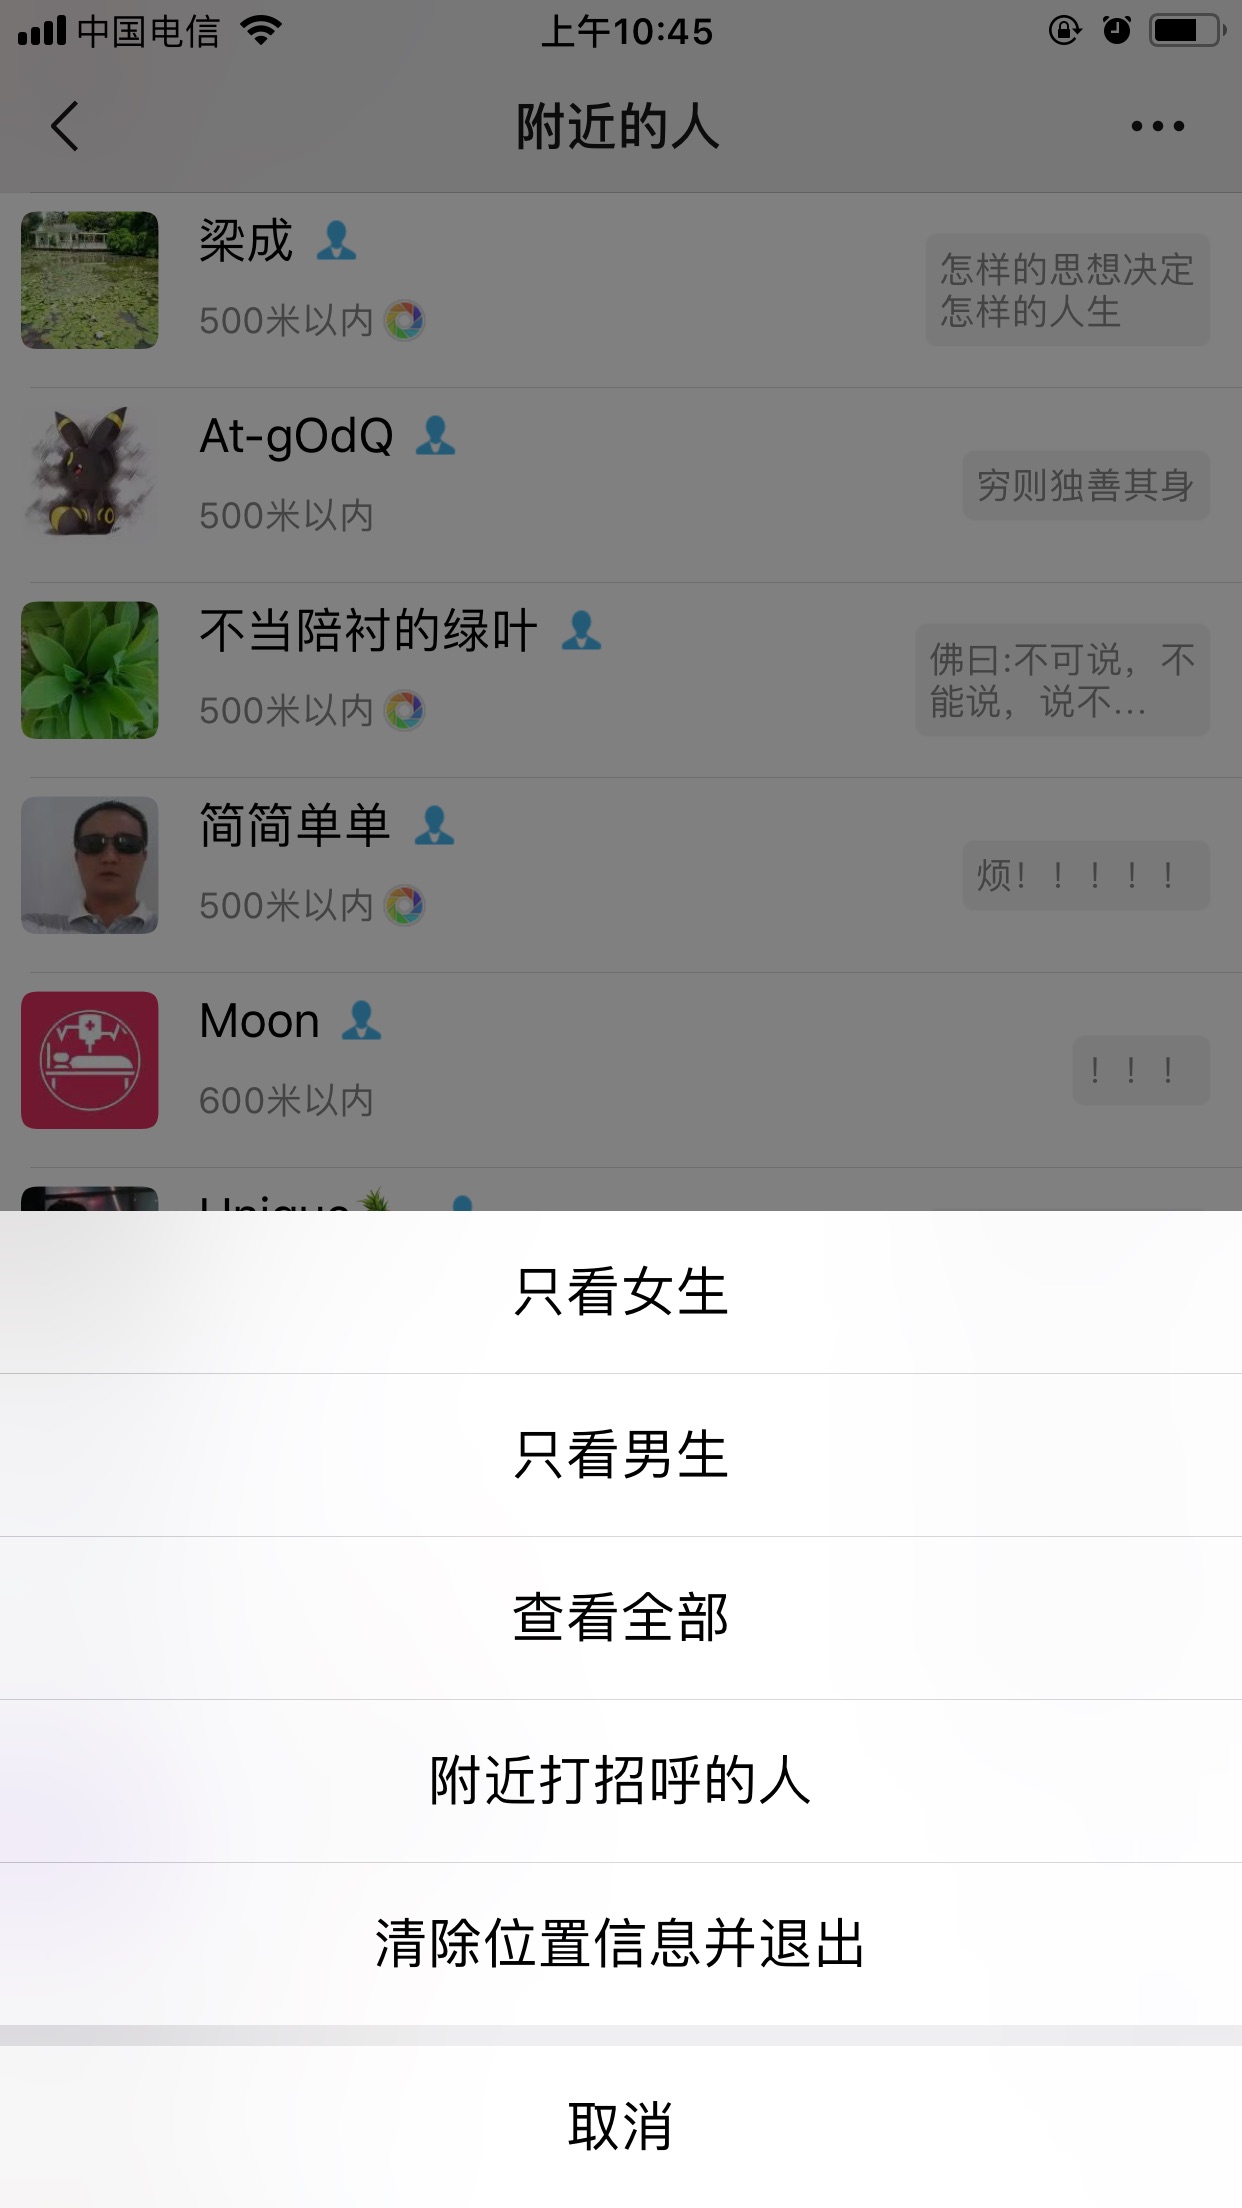 中国电信
上午10:45
附近的人
梁成
500米以内
怎样的思想决定
怎样的人生
At-gOdQ
500米以内
穷则独善其身
不当陪衬的绿叶
500米以内
佛曰:不可说，不
能说，说不...
简简单单
500米以内
烦！！！！！
Moon
600米以内
！！！
Unique
只看女生
只看男生
查看全部
附近打招呼的人
清除位置信息并退出
取消